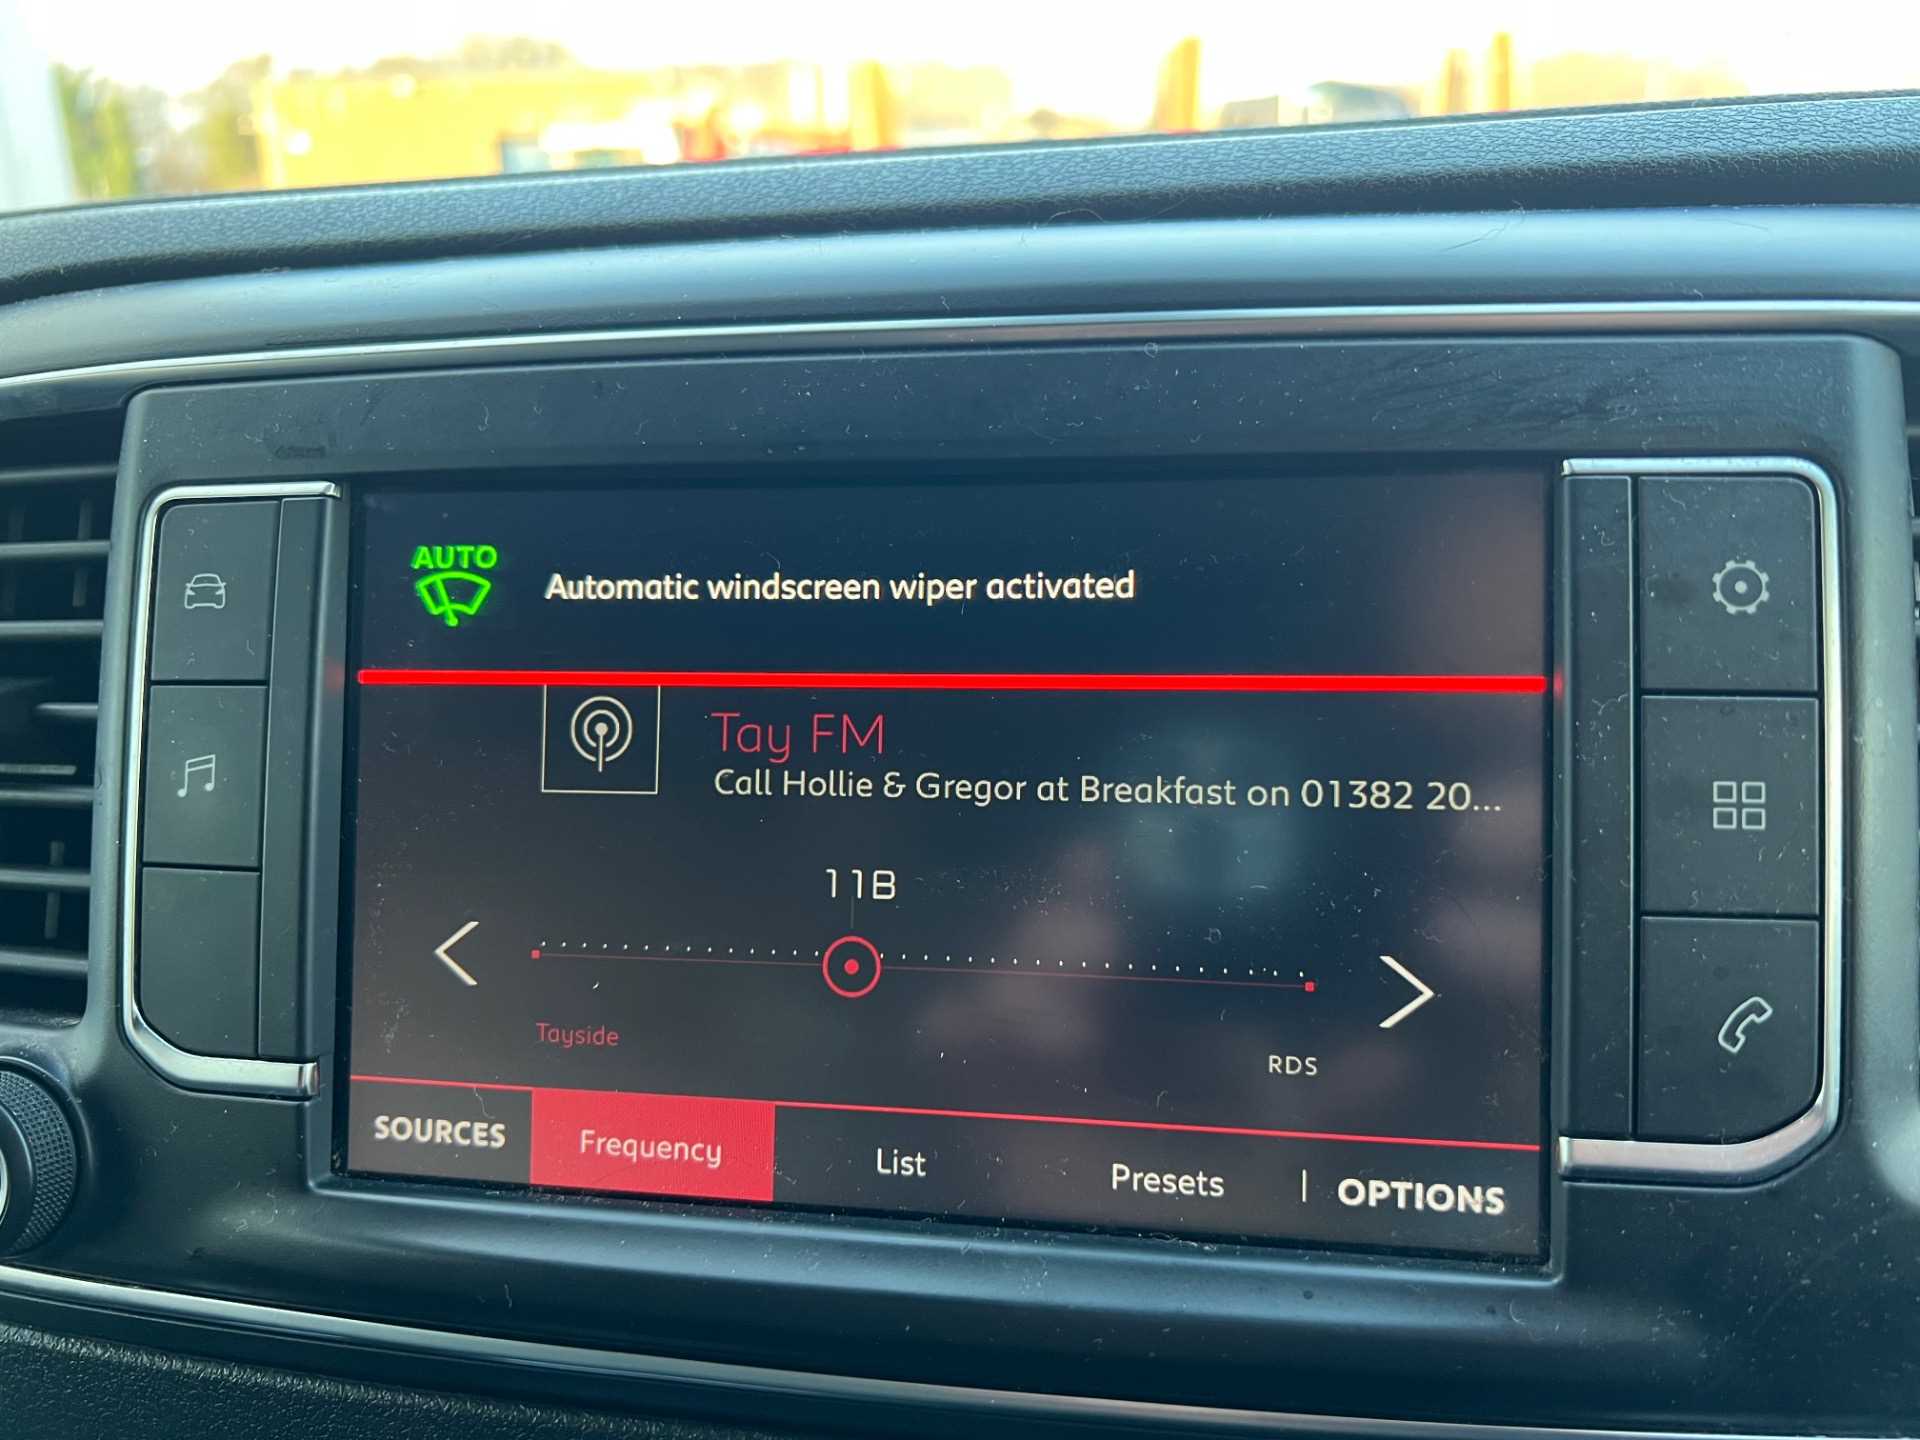 AUTO
Automatic windscreen wiper activated
Tay FM
Call Hollie & Gregor at Breakfast on 01382 20...
11B
Tayside
RDS
SOURCES Frequency List Presets | OPTIONS